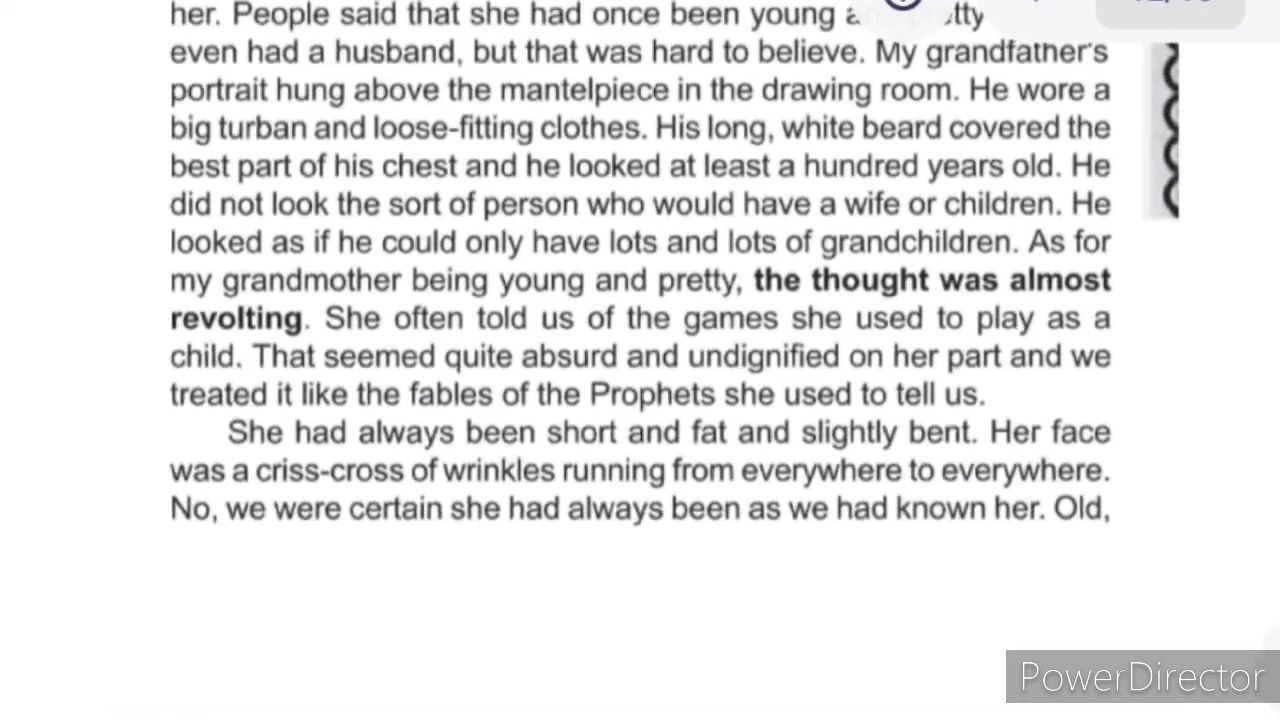 her. People said that she had once been young
even had a husband, but that was hard to believe. My grandfather's
portrait hung above the mantelpiece in the drawing room. He wore a
big turban and loose-fitting clothes. His long, white beard covered the
best part of his chest and he looked at least a hundred years old. He
did not look the sort of person who would have a wife or children. He
looked as if he could only have lots and lots of grandchildren. As for
my grandmother being young and pretty, the thought was almost
revolting. She often told us of the games she used to play as a
child. That seemed quite absurd and undignified on her part and we
treated it like the fables of the Prophets she used to tell us.
She had always been short and fat and slightly bent. Her face
was a criss-cross of wrinkles running from everywhere to everywhere.
No, we were certain she had always been as we had known her. Old,
PowerDirector